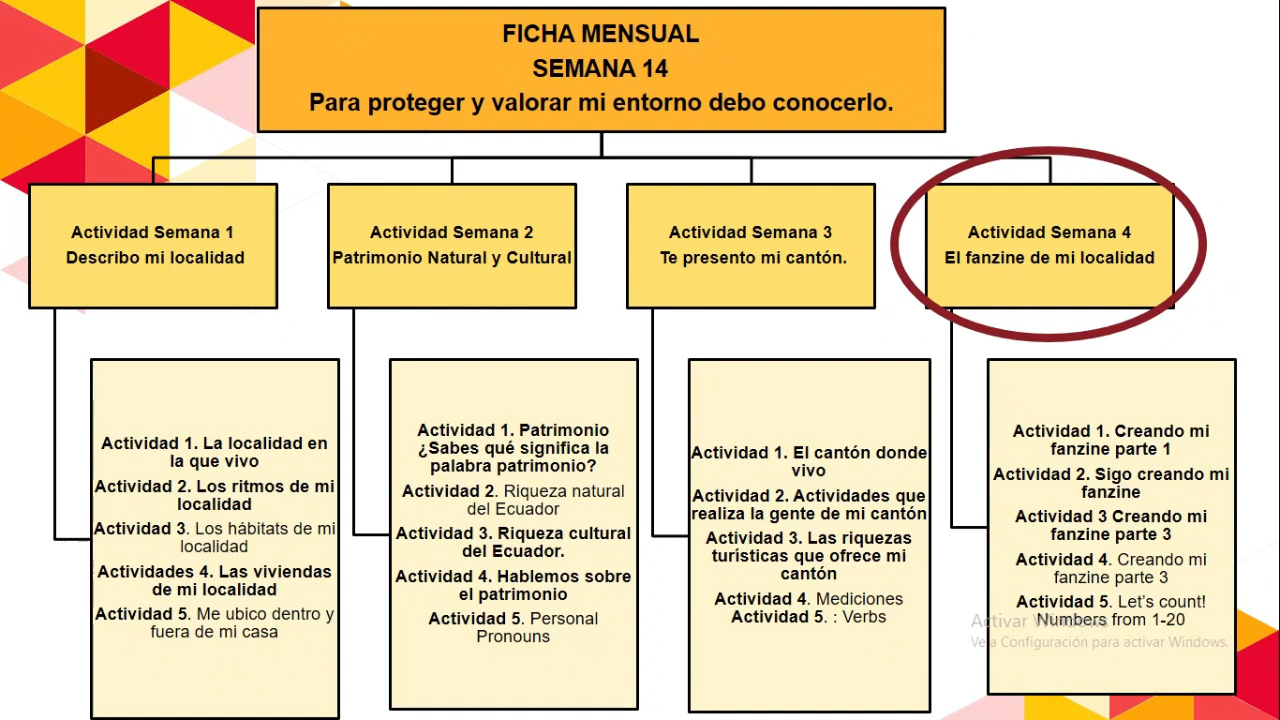 FICHA MENSUAL
SEMANA 14
Para proteger y valorar mi entorno debo conocerlo.
Actividad Semana 1
Describo mi localidad
Actividad Semana 2
Patrimonio Natural y Cultural
Actividad Semana 3
Te presento mi cantón.
Actividad Semana 4
El fanzine de mi localidad
Actividad 1. La localidad en
la que vivo
Actividad 2. Los ritmos de mi
localidad
Actividad 3. Los hábitats de mi
localidad
Actividades 4. Las viviendas
de mi localidad
Actividad 5. Me ubico dentro y
fuera de mi casa
Actividad 1. Patrimonio
¿Sabes qué significa la
palabra patrimonio?
Actividad 2. Riqueza natural
del Ecuador
Actividad 3. Riqueza cultural
del Ecuador.
Actividad 4. Hablemos sobre
el patrimonio
Actividad 5. Personal
Pronouns
Actividad 1. El cantón donde
vivo
Actividad 2. Actividades que
realiza la gente de mi cantón
Actividad 3. Las riquezas
turísticas que ofrece mi
cantón
Actividad 4. Mediciones
Actividad 5. : Verbs
Actividad 1. Creando mi
fanzine parte 1
Actividad 2. Sigo creando mi
fanzine
Actividad 3 Creando mi
fanzine parte 3
Actividad 4. Creando mi
fanzine parte 3
Actividad 5. Let's count!
Numbers from 1-20
Activar Windows
Ve a Configuración para activar Windows.